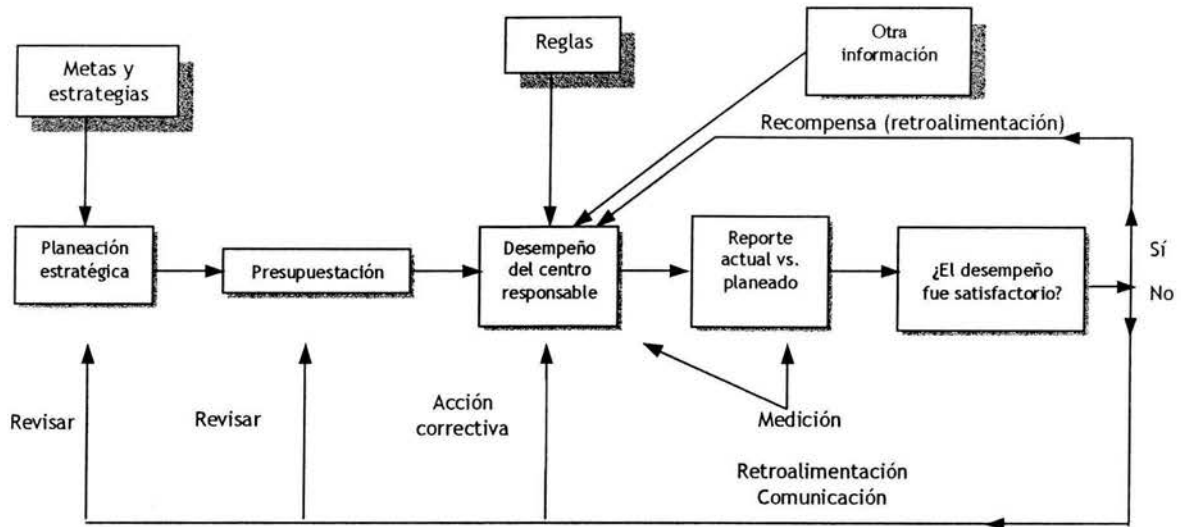 Metas y
estrategias
Reglas
Otra
información
Recompensa (retroalimentación)
Planeación
estratégica
Presupuestación
Desempeño
del centro
responsable
Reporte
actual vs.
planeado
¿El desempeño
fue satisfactorio?
Sí
No
Revisar
Revisar
Acción
correctiva
Medición
Retroalimentación
Comunicación